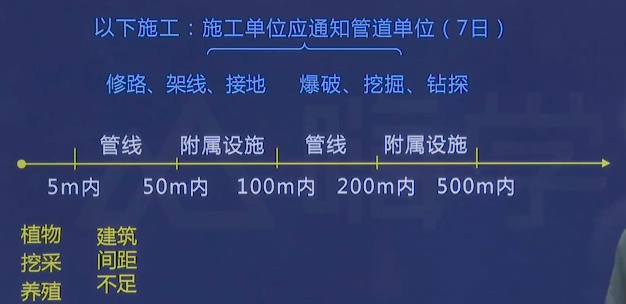 以下施工：施工单位应通知管道单位（7日）
修路、架线、接地 爆破、挖掘、钻探
管线 附属设施 管线 附属设施
5m内 50m内 100m内 200m内 500m内
植物 建筑
挖采 间距
养殖 不足